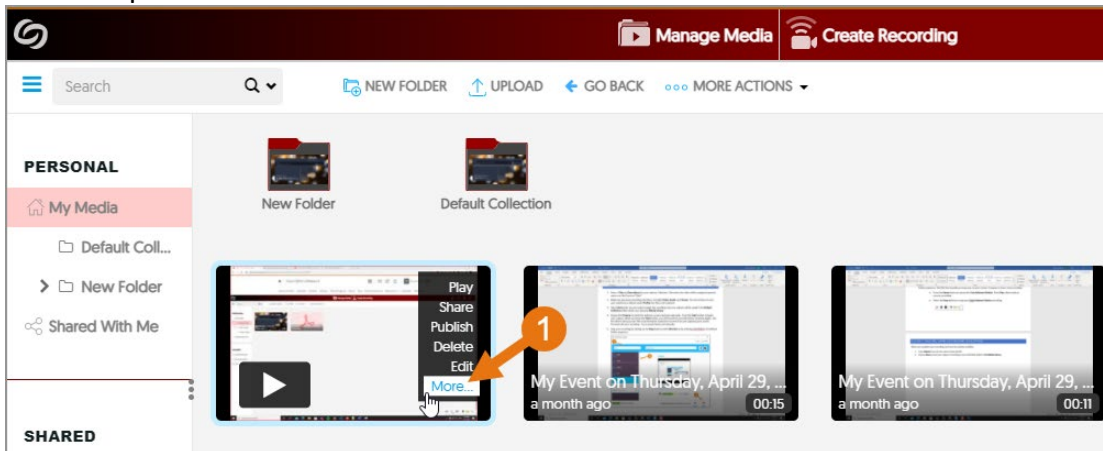 Manage Media Create Recording
Search NEW FOLDER UPLOAD GO BACK MORE ACTIONS
PERSONAL
My Media
Default Coll...
New Folder
Shared With Me
SHARED
New Folder Default Collection
Play
Share
Publish
Delete
Edit
More...
1
My Event on Thursday, April 29, ...
a month ago 00:15
My Event on Thursday, April 29, ...
a month ago 00:11